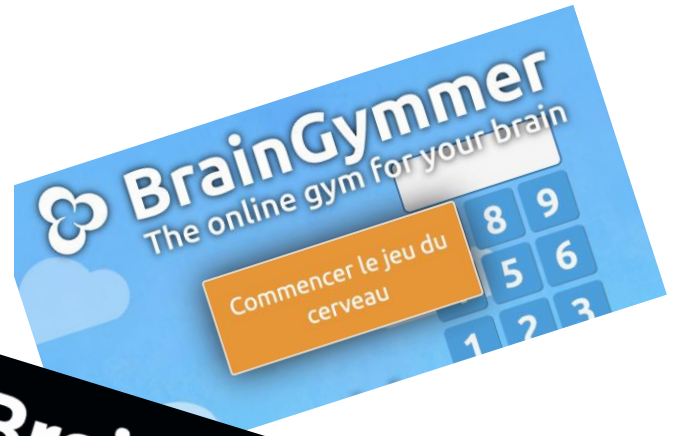 BrainGymmer
The online gym for your brain
8 9
Commencer le jeu du
cerveau
5 6
1 2 3